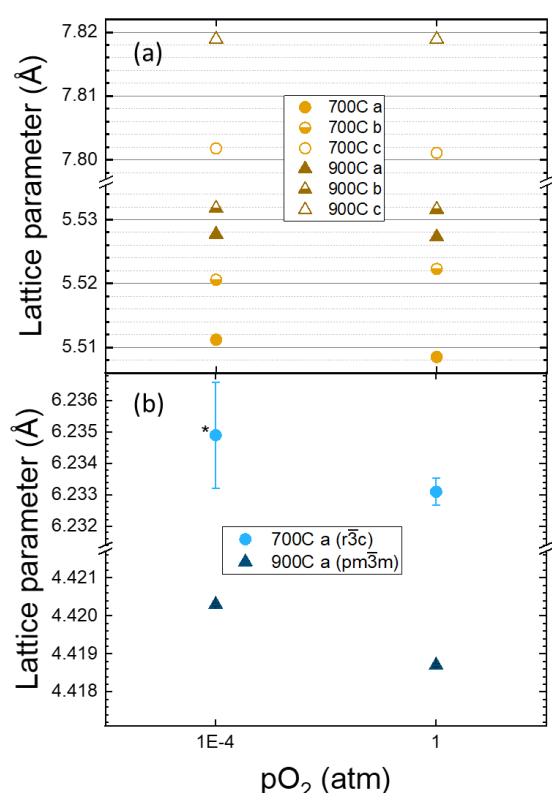 (a)
Lattice parameter (Å)
7.82
7.81
7.80
5.53
5.52
5.51
700C a
700C b
700C c
900C a
900C b
900C c
(b)
Lattice parameter (Å)
6.236
6.235
6.234
6.233
6.232
4.421
4.420
4.419
4.418
*
700C a (r3̅c)
900C a (pm3̅m)
1E-4
1
pO₂ (atm)